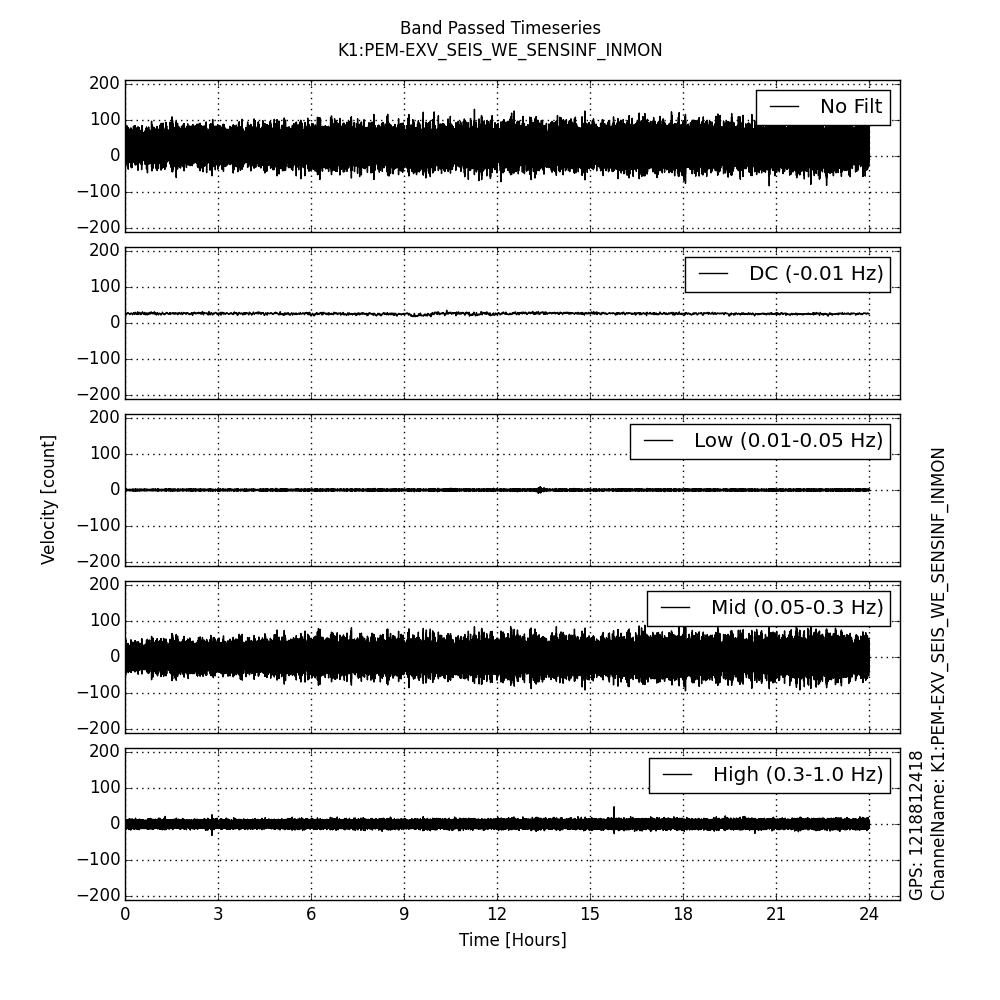 Band Passed Timeseries
K1:PEM-EXV_SEIS_WE_SENSINF_INMON
200
100
0
−100
−200
No Filt
200
100
0
−100
−200
DC (-0.01 Hz)
200
100
0
−100
−200
Low (0.01-0.05 Hz)
200
100
0
−100
−200
Mid (0.05-0.3 Hz)
200
100
0
−100
−200
High (0.3-1.0 Hz)
Velocity [count]
0 3 6 9 12 15 18 21 24
Time [Hours]
GPS: 1218812418
ChannelName: K1:PEM-EXV_SEIS_WE_SENSINF_INMON